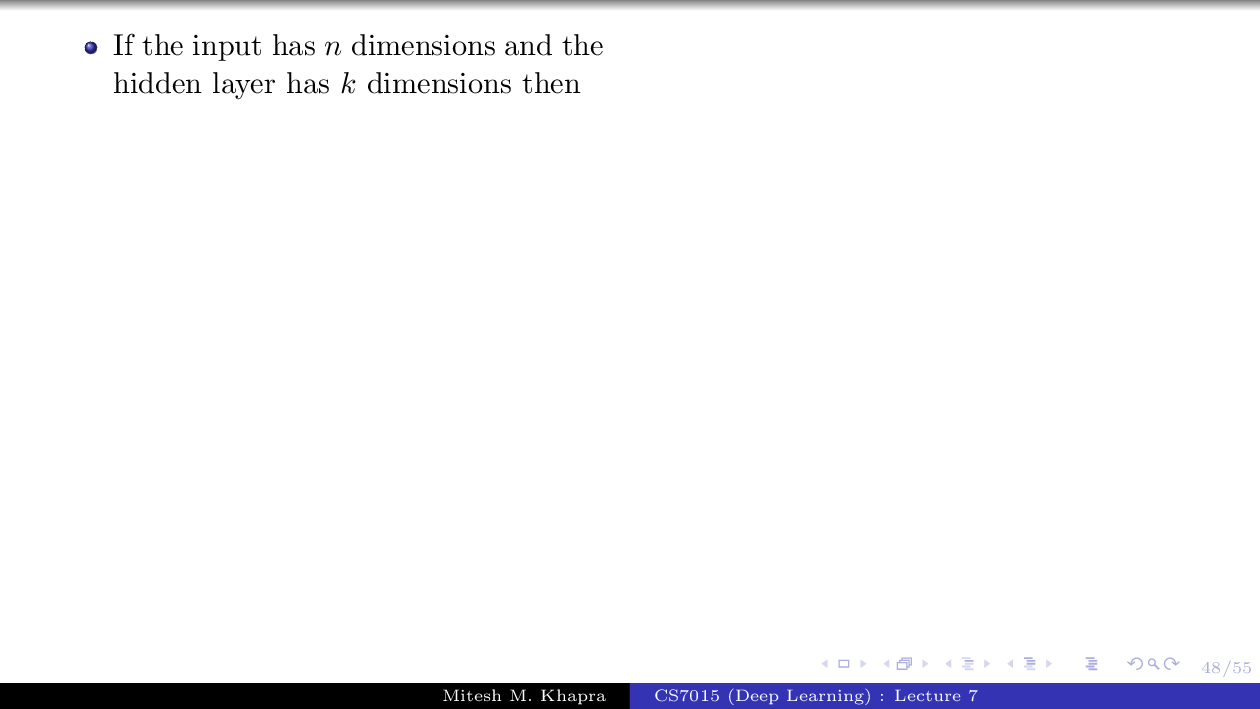 If the input has n dimensions and the
hidden layer has k dimensions then
48/55
Mitesh M. Khapra
CS7015 (Deep Learning) : Lecture 7